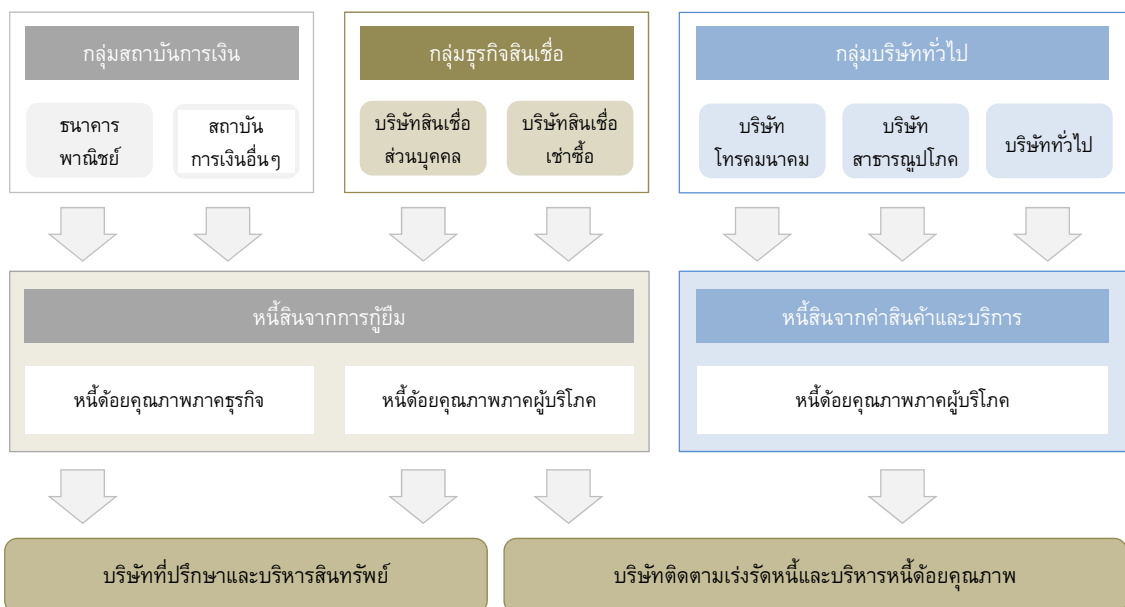 กลุ่มสถาบันการเงิน
ธนาคาร
พาณิชย์
สถาบัน
การเงินอื่นๆ
กลุ่มธุรกิจสินเชื่อ
บริษัทสินเชื่อ
ส่วนบุคคล
บริษัทสินเชื่อ
เช่าซื้อ
กลุ่มบริษัททั่วไป
บริษัท
โทรคมนาคม
บริษัท
สาธารณูปโภค
บริษัททั่วไป
หนี้สินจากการกู้ยืม
หนี้ด้อยคุณภาพภาคธุรกิจ
หนี้ด้อยคุณภาพภาคผู้บริโภค
หนี้สินจากค่าสินค้าและบริการ
หนี้ด้อยคุณภาพภาคผู้บริโภค
บริษัทที่ปรึกษาและบริหารสินทรัพย์
บริษัทติดตามเร่งรัดหนี้และบริหารหนี้ด้อยคุณภาพ